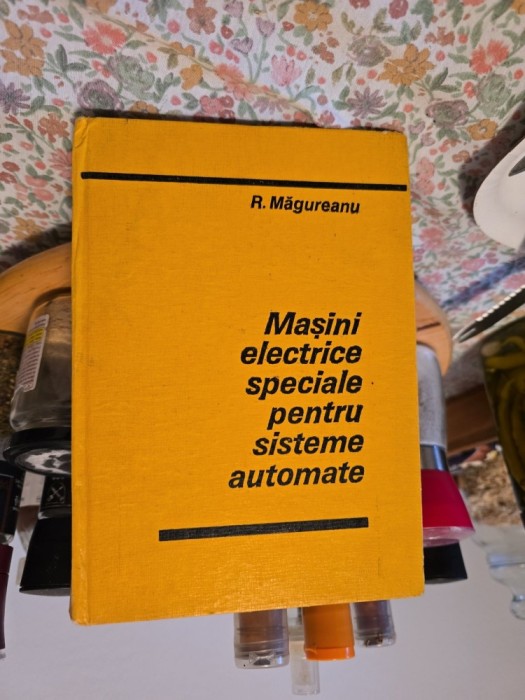 R. Măgureanu
Mașini
electrice
speciale
pentru
sisteme
automate